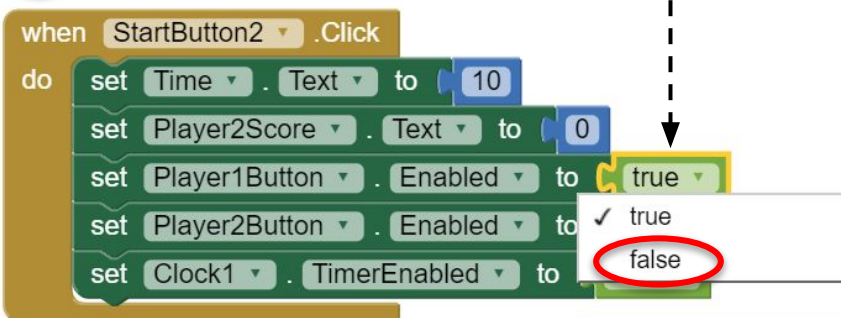 when StartButton2 .Click
do set Time . Text to 10
set Player2Score . Text to 0
set Player1Button . Enabled to true
✓ true
set Player2Button . Enabled to
false
set Clock1 . TimerEnabled to